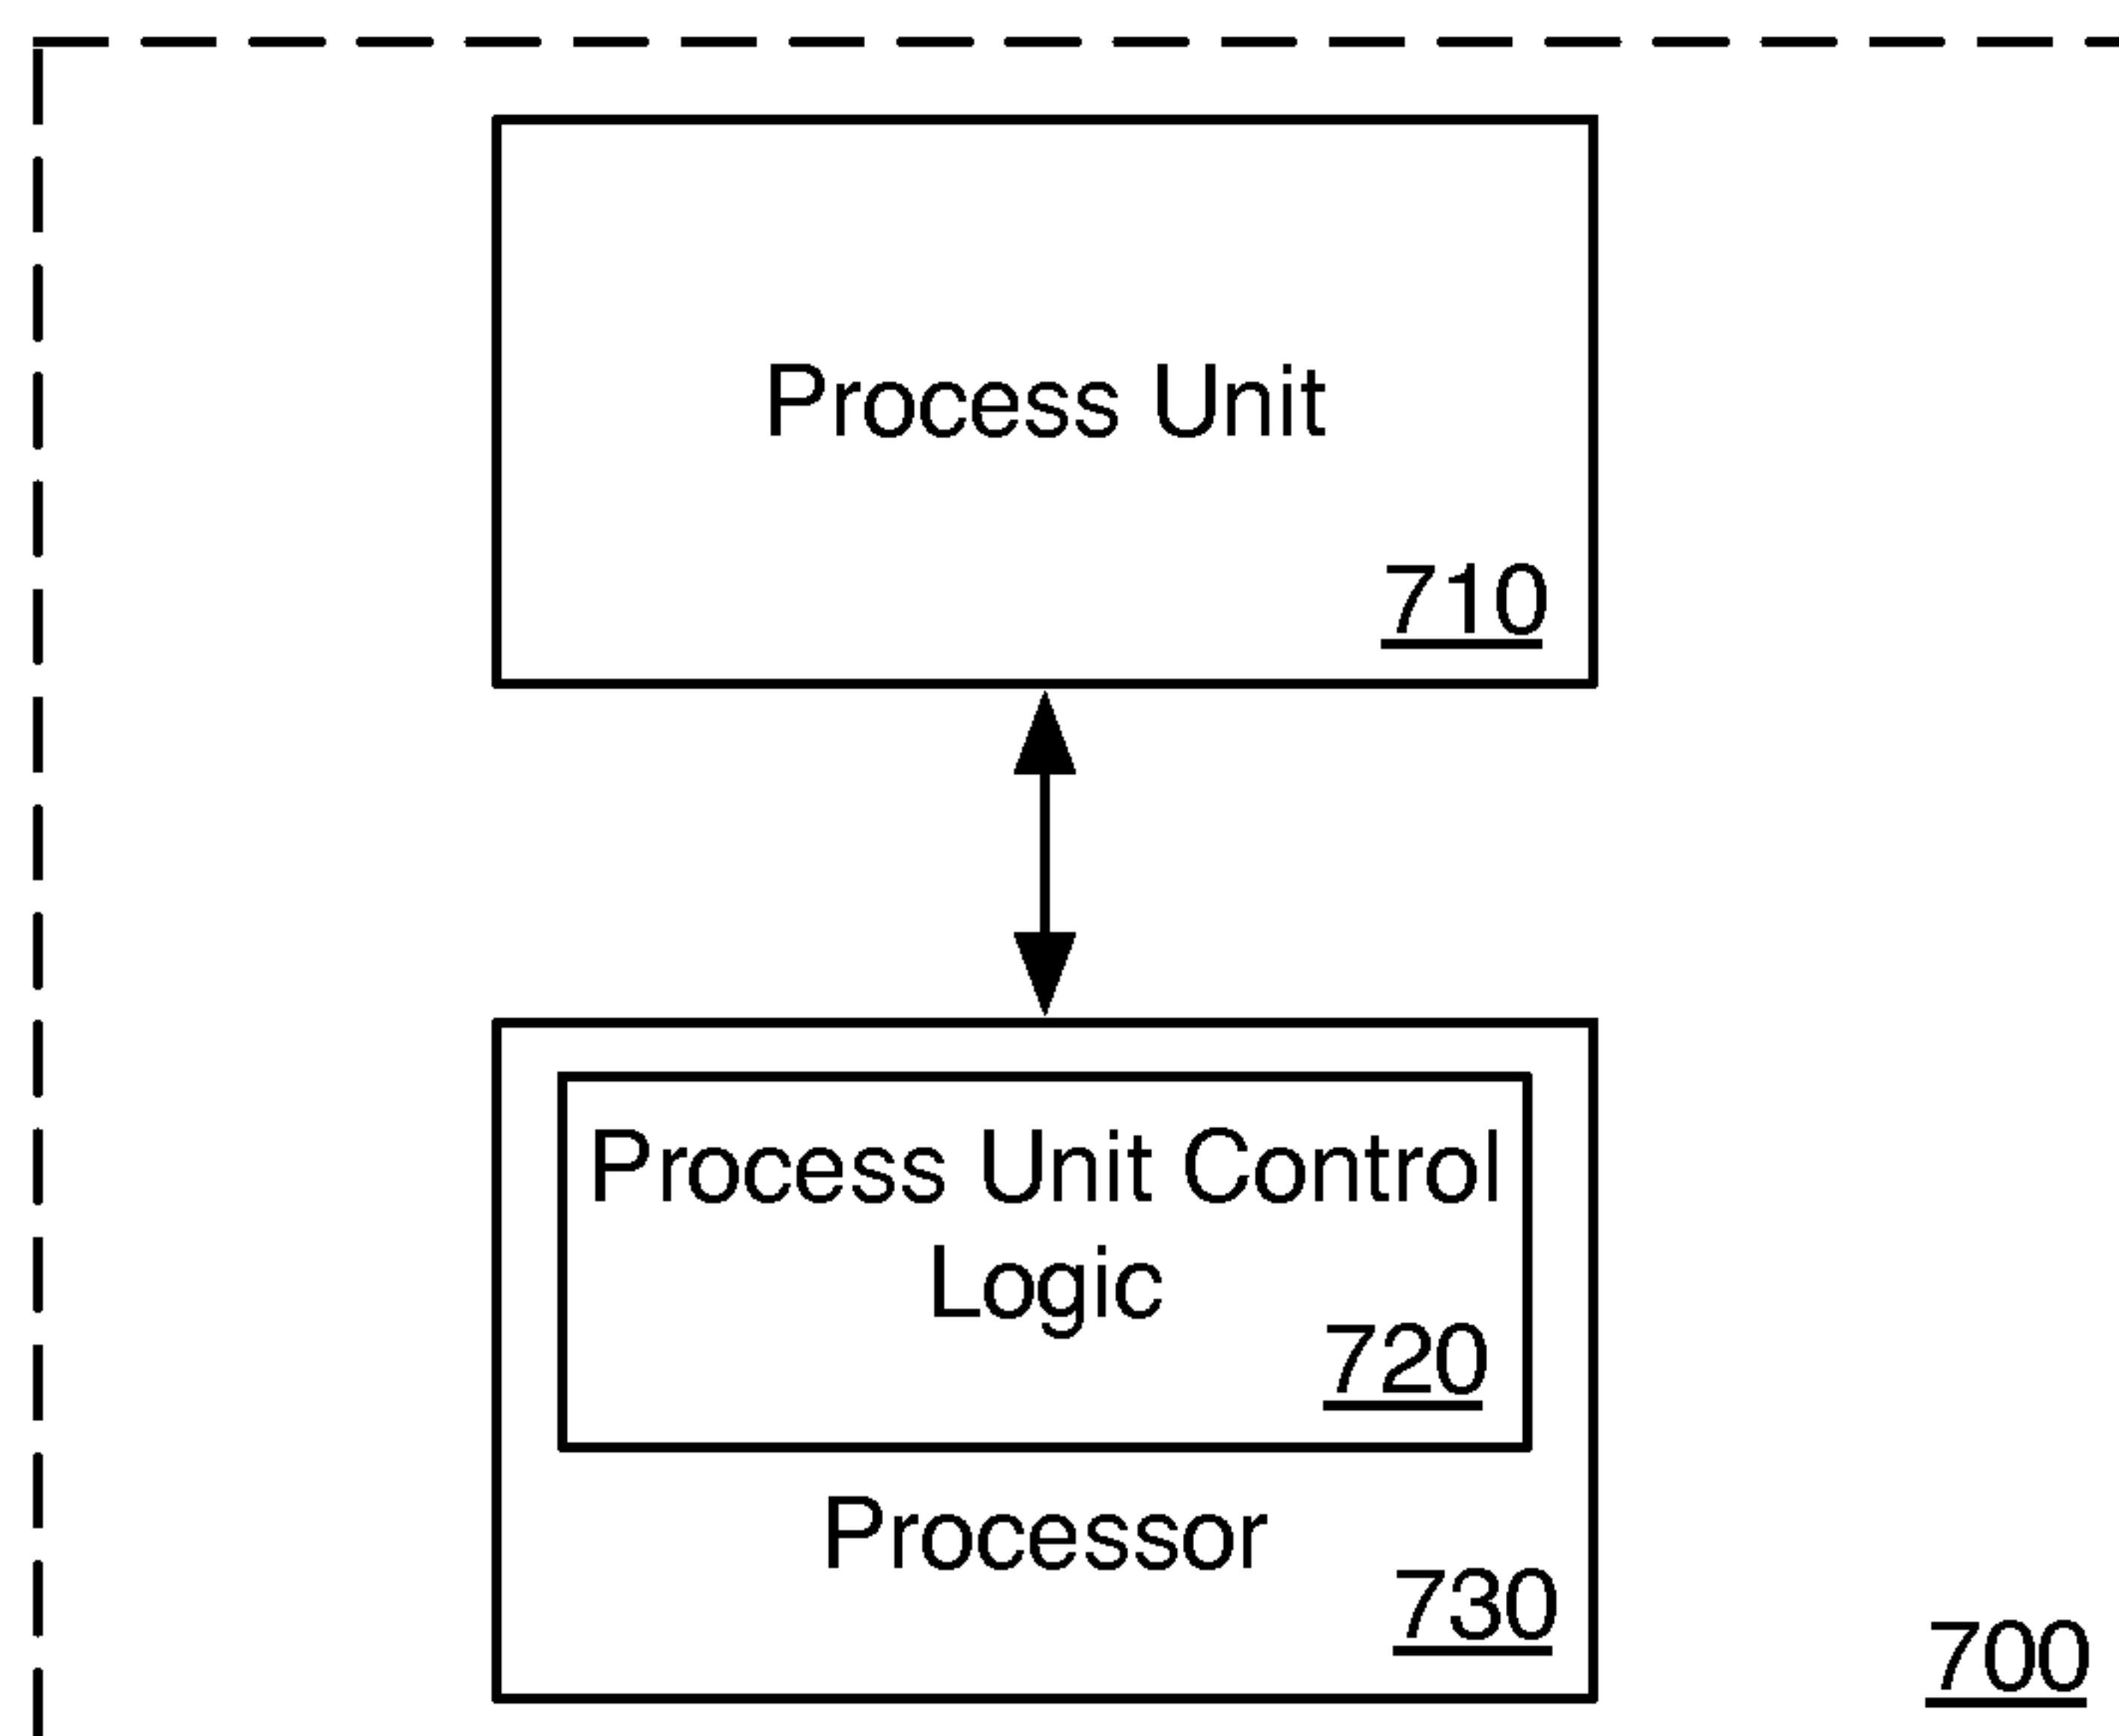 Process Unit
710
Process Unit Control
Logic
720
Processor
730
700